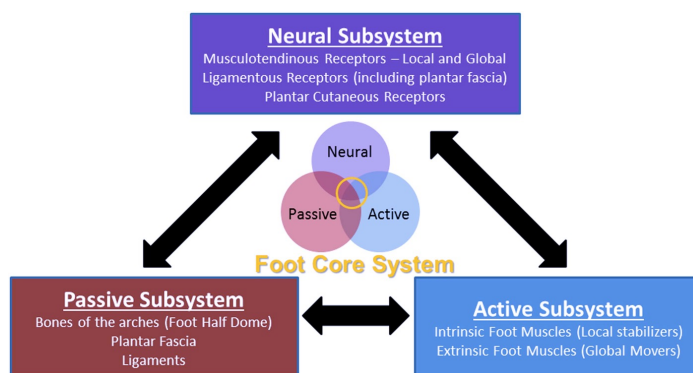 Neural Subsystem
Musculotendinous Receptors – Local and Global
Ligamentous Receptors (including plantar fascia)
Plantar Cutaneous Receptors
Neural
Passive
Active
Foot Core System
Passive Subsystem
Bones of the arches (Foot Half Dome)
Plantar Fascia
Ligaments
Active Subsystem
Intrinsic Foot Muscles (Local stabilizers)
Extrinsic Foot Muscles (Global Movers)